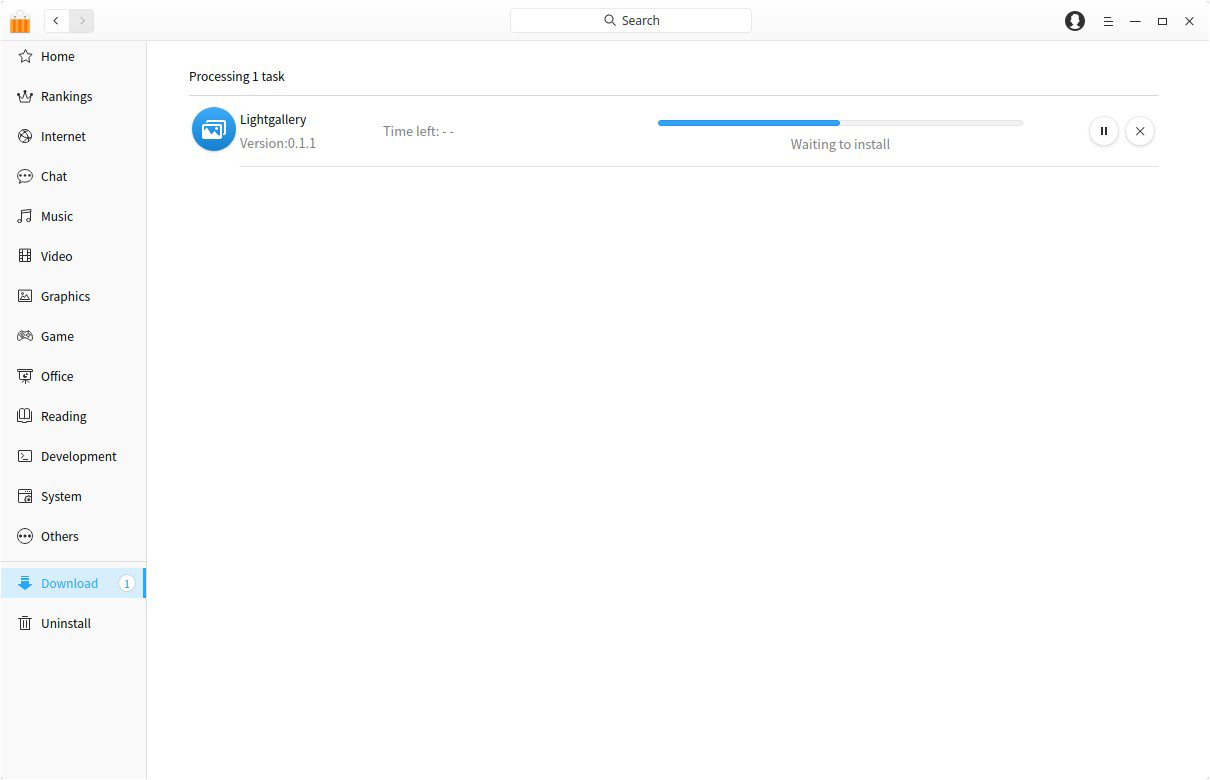 Search
Home
Rankings
Internet
Chat
Music
Video
Graphics
Game
Office
Reading
Development
System
Others
Download 1
Uninstall
Processing 1 task
Lightgallery
Version:0.1.1
Time left: - -
Waiting to install